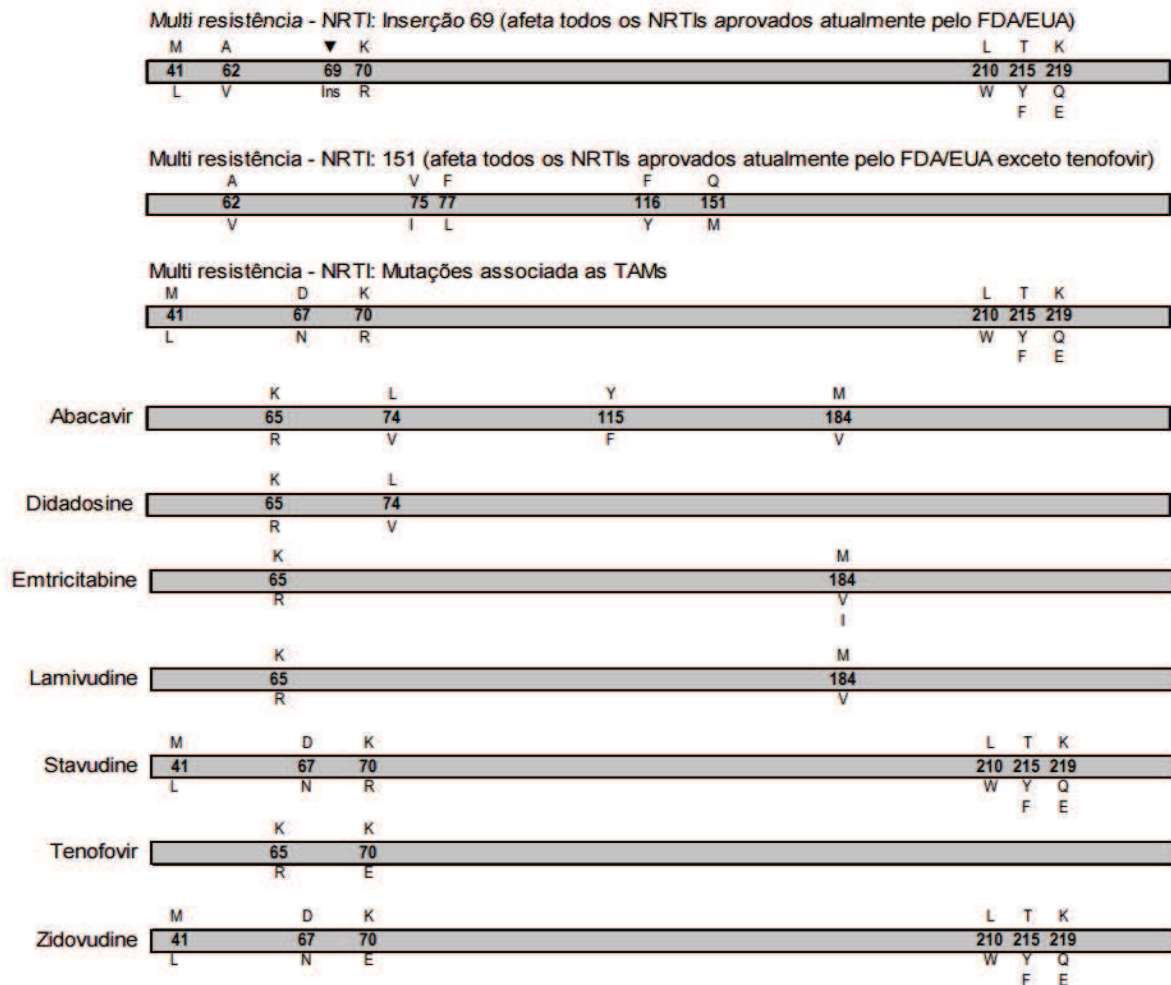 Multi resistência - NRTI: Inserção 69 (afeta todos os NRTIs aprovados atualmente pelo FDA/EUA)
M A ▼ K L T K
41 62 69 70 210 215 219
L V Ins R W Y Q
F E
Multi resistência - NRTI: 151 (afeta todos os NRTIs aprovados atualmente pelo FDA/EUA exceto tenofovir)
A V F F Q
62 75 77 116 151
V I L Y M
Multi resistência - NRTI: Mutações associada as TAMs
M D K L T K
41 67 70 210 215 219
L N R W Y Q
F E
K L Y M
Abacavir 65 74 115 184
R V F V
K L
Didadosine 65 74
R V
K M
Emtricitabine 65 184
R V
I
K M
Lamivudine 65 184
R V
M D K L T K
Stavudine 41 67 70 210 215 219
L N R W Y Q
F E
K K
Tenofovir 65 70
R E
M D K L T K
Zidovudine 41 67 70 210 215 219
L N E W Y Q
F E